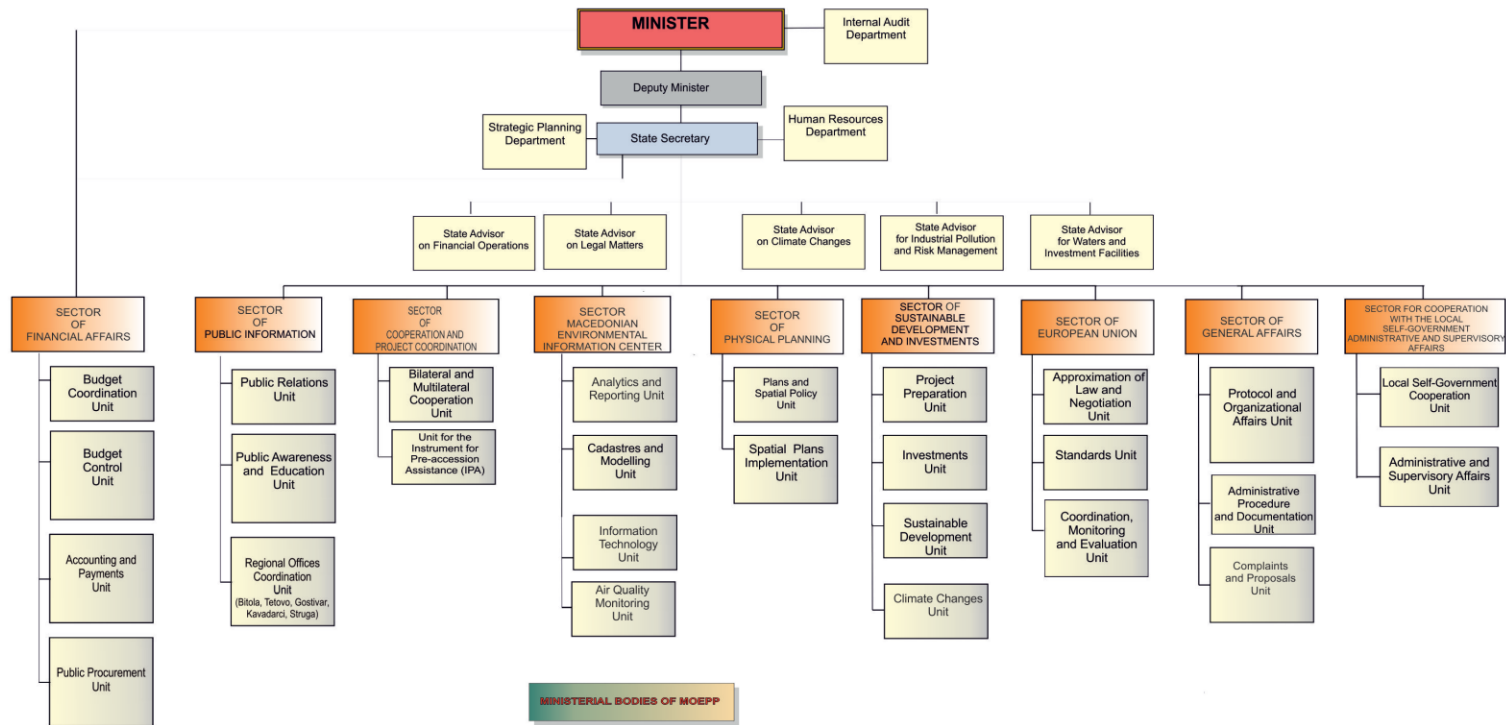 MINISTER
Internal Audit
Department
Deputy Minister
Strategic Planning
Department
State Secretary
Human Resources
Department
State Advisor
on Financial Operations
State Advisor
on Legal Matters
State Advisor
on Climate Changes
State Advisor
for Industrial Pollution
and Risk Management
State Advisor
for Waters and
Investment Facilities
SECTOR
OF
FINANCIAL AFFAIRS
Budget
Coordination
Unit
Budget
Control
Unit
Accounting and
Payments
Unit
Public Procurement
Unit
SECTOR
OF
PUBLIC INFORMATION
Public Relations
Unit
Public Awareness
and Education
Unit
Regional Offices
Coordination
Unit
(Bitola, Tetovo, Gostivar,
Kavadarci, Struga)
SECTOR
OF
COOPERATION AND
PROJECT COORDINATION
Bilateral and
Multilateral
Cooperation
Unit
Unit for the
Instrument for
Pre-accession
Assistance (IPA)
SECTOR
MACEDONIAN
ENVIRONMENTAL
INFORMATION CENTER
Analytics and
Reporting Unit
Cadastres and
Modelling
Unit
Information
Technology
Unit
Air Quality
Monitoring
Unit
SECTOR
OF
PHYSICAL PLANNING
Plans and
Spatial Policy
Unit
Spatial Plans
Implementation
Unit
SECTOR OF
SUSTAINABLE
DEVELOPMENT
AND INVESTMENTS
Project
Preparation
Unit
Investments
Unit
Sustainable
Development
Unit
Climate Changes
Unit
SECTOR OF
EUROPEAN UNION
Approximation of
Law and
Negotiation
Unit
Standards Unit
Coordination,
Monitoring
and Evaluation
Unit
SECTOR OF
GENERAL AFFAIRS
Protocol and
Organizational
Affairs Unit
Administrative
Procedure
and Documentation
Unit
Complaints
and Proposals
Unit
SECTOR FOR COOPERATION
WITH THE LOCAL
SELF-GOVERNMENT
ADMINISTRATIVE AND SUPERVISORY
AFFAIRS
Local Self-Government
Cooperation
Unit
Administrative and
Supervisory Affairs
Unit
MINISTERIAL BODIES OF MOEPP